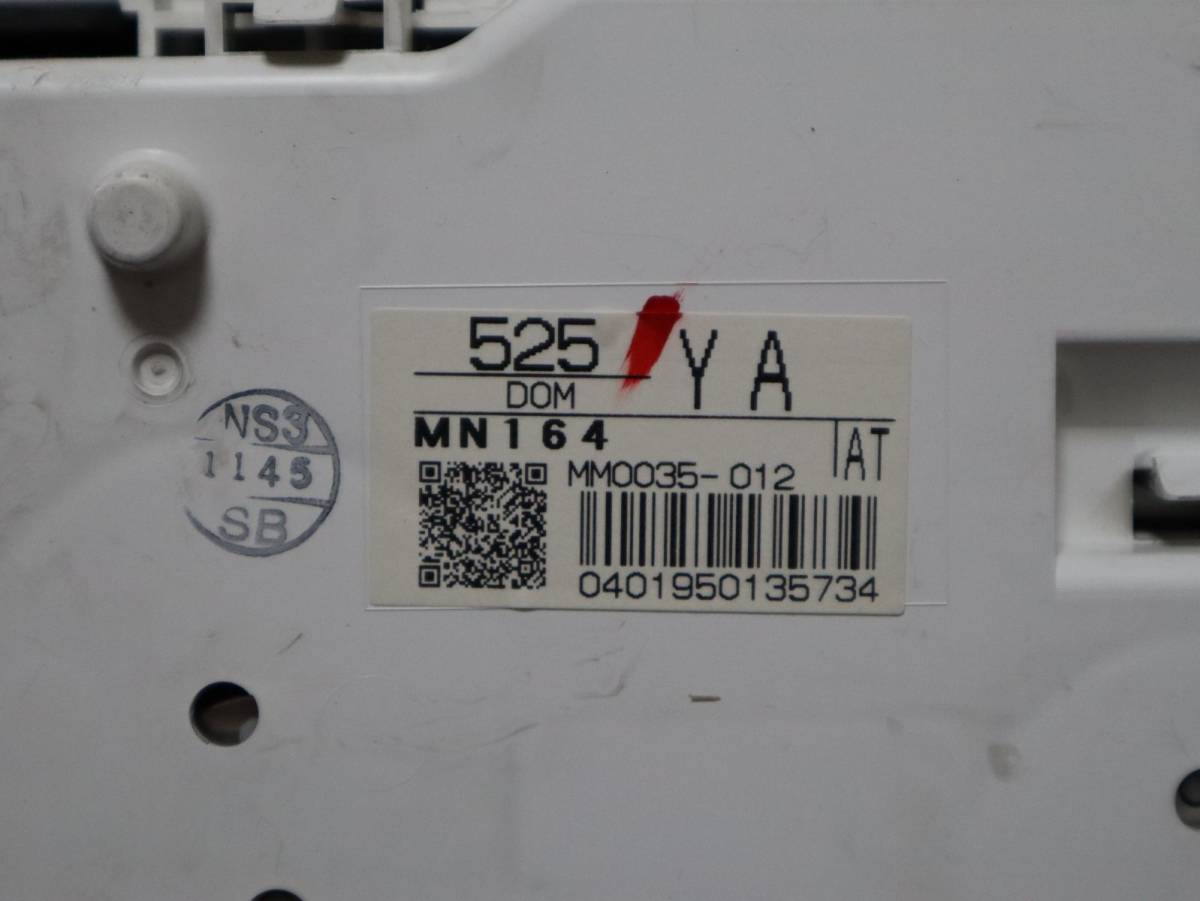 525 YA
DOM
MN164
AT
MM0035-012
0401950135734
NS3
1145
SB